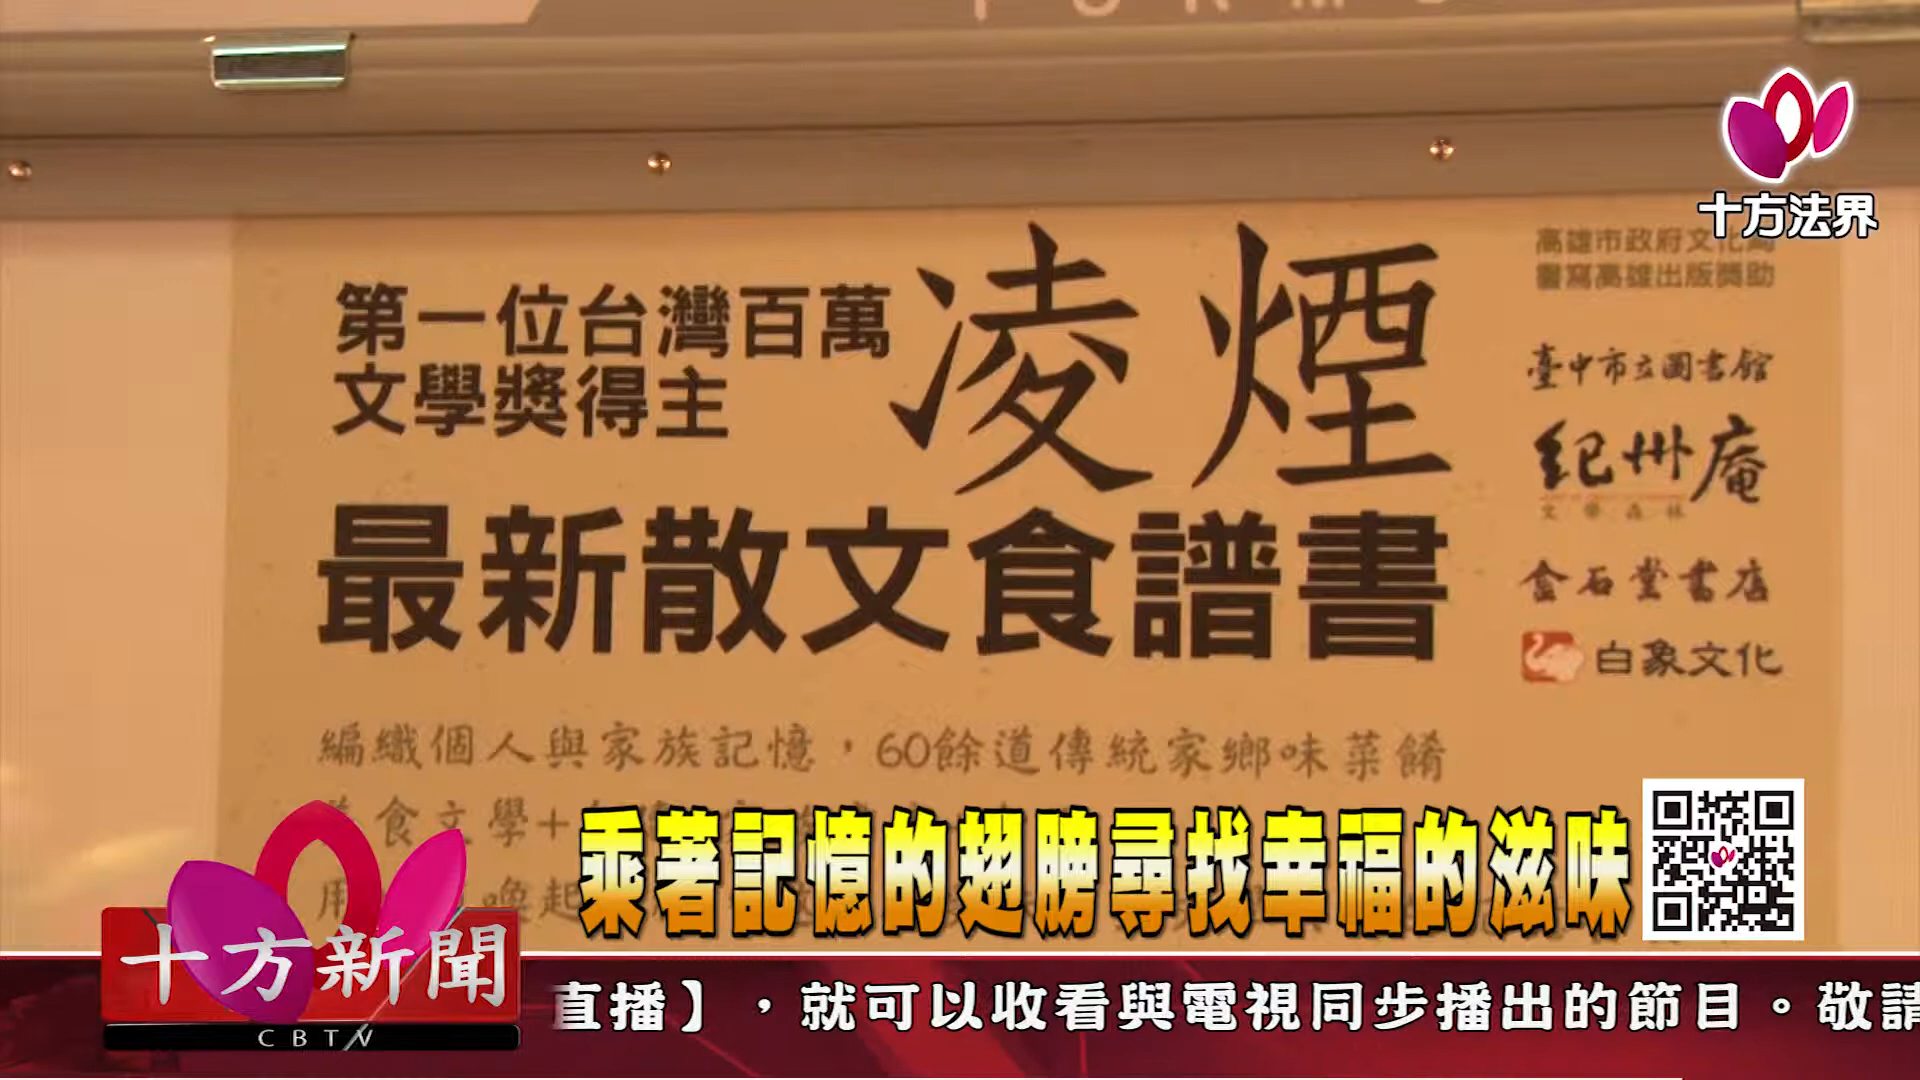 十方法界
高雄市政府文化局
書寫高雄出版獎助
第一位台灣百萬
文學獎得主
凌煙
臺中市立圖書館
紀州庵
文學森林
金石堂書店
白象文化
最新散文食譜書
編織個人與家族記憶，60餘道傳統家鄉味菜餚
食文學+
喚起
乘著記憶的翅膀尋找幸福的滋味
十方新聞
CBTV
直播】，就可以收看與電視同步播出的節目。敬請